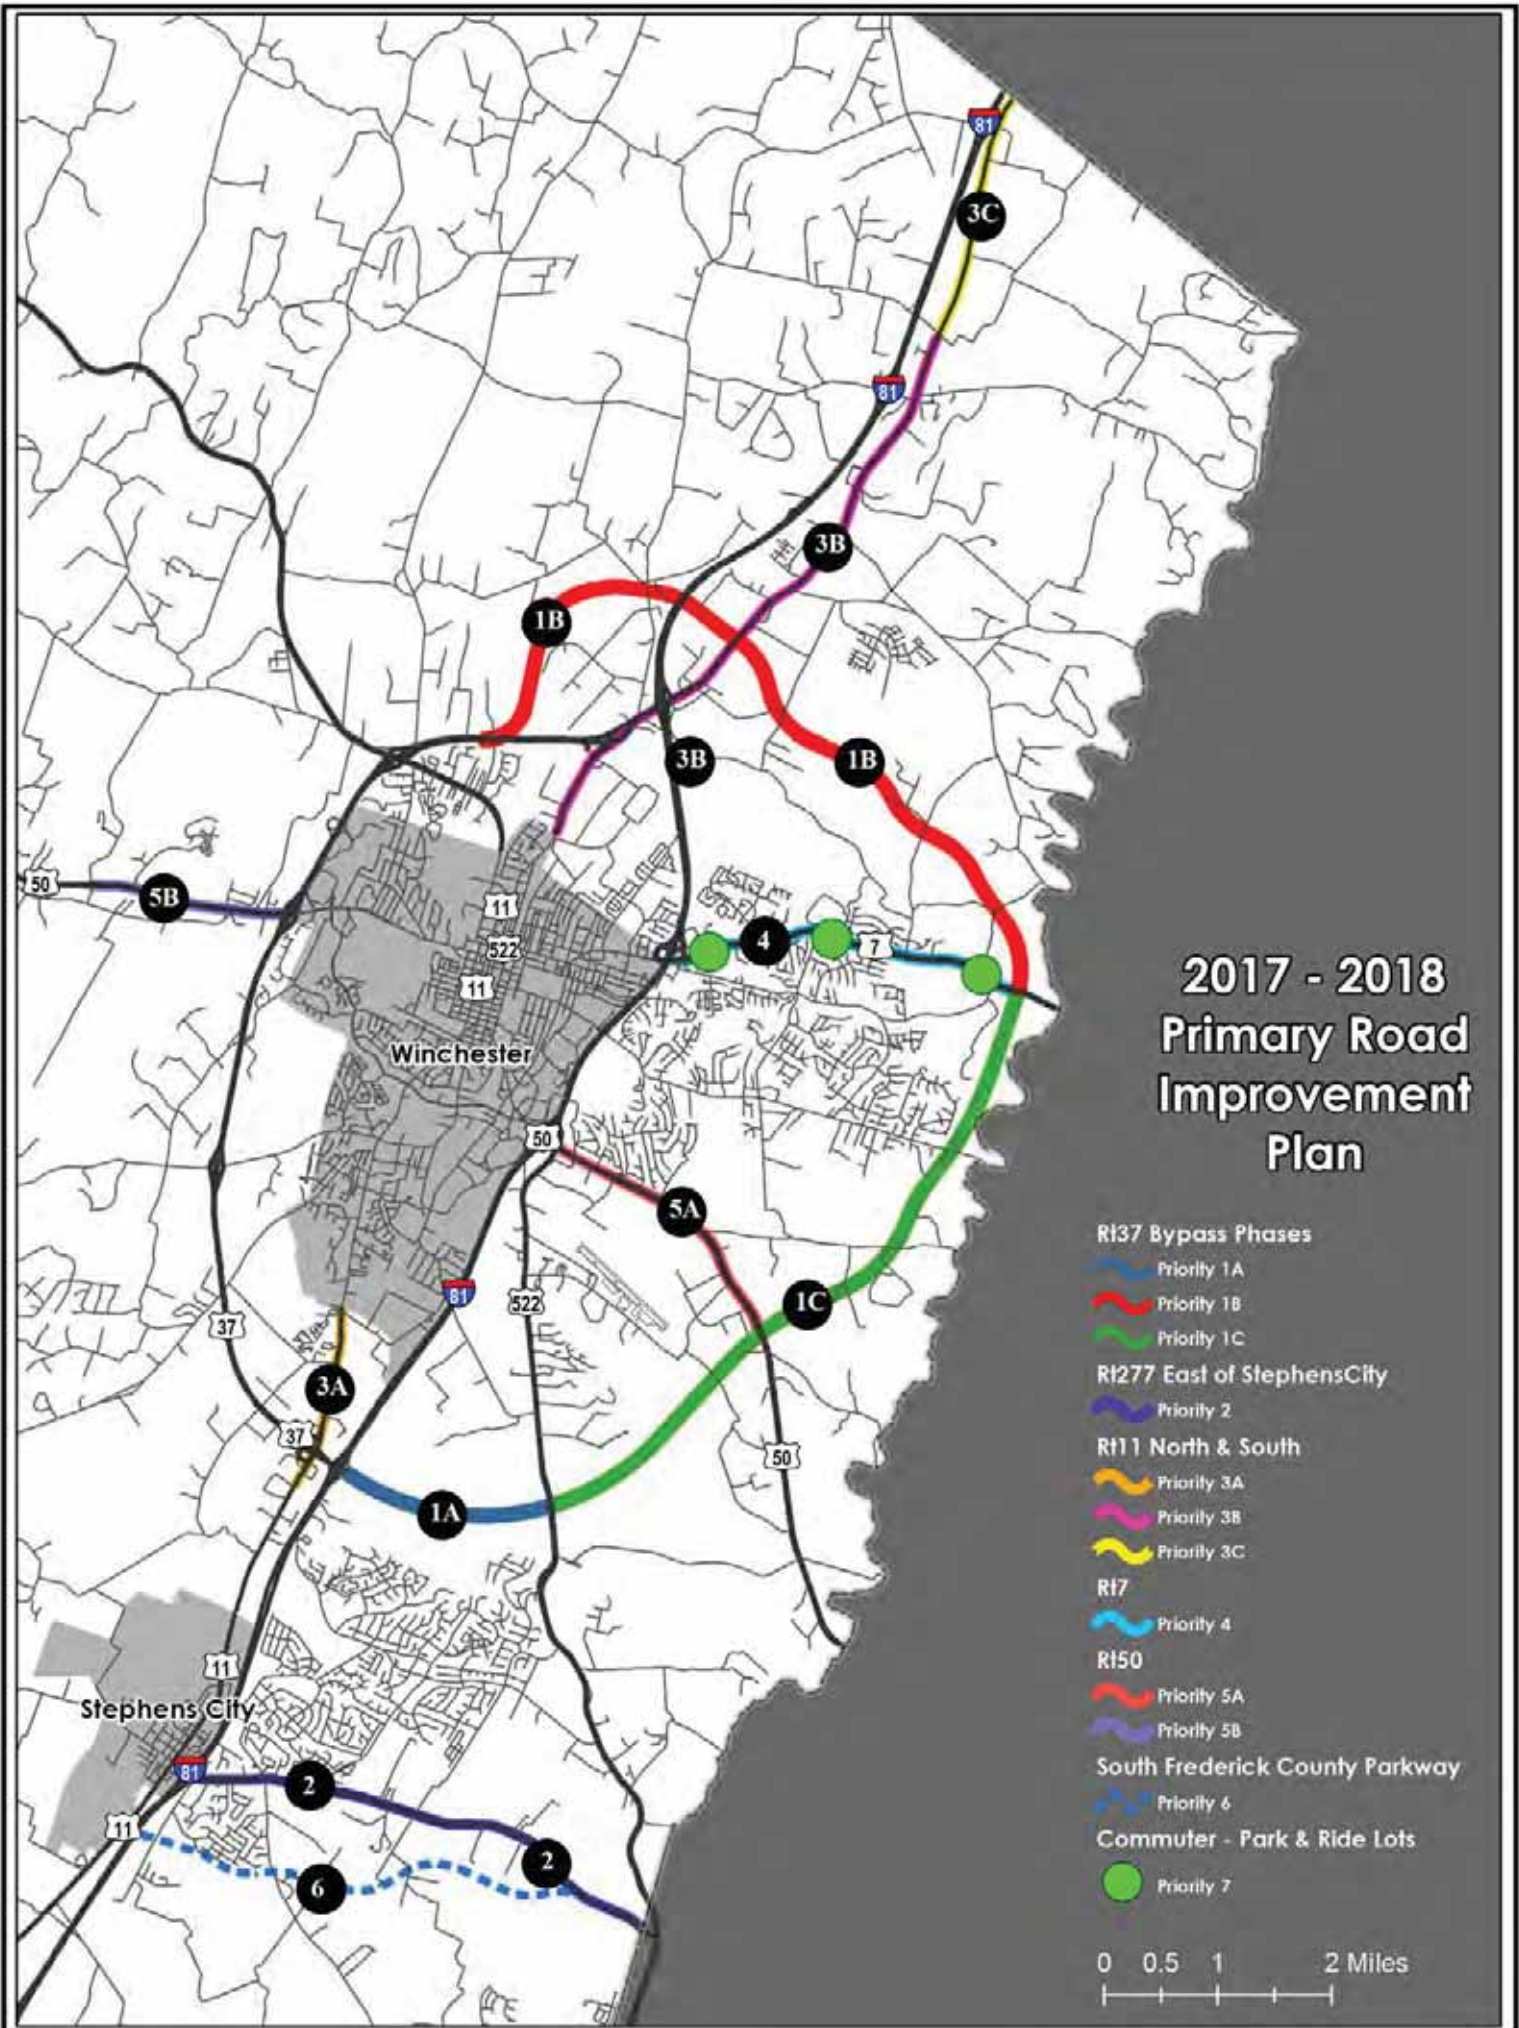 81
3C
81
3B
1B
3B
1B
50
5B
11
522
11
4
7
Winchester
50
5A
81
522
1C
37
3A
37
50
1A
11
Stephens City
81
2
11
2
6
2017 - 2018
Primary Road
Improvement
Plan
Rt37 Bypass Phases
Priority 1A
Priority 1B
Priority 1C
Rt277 East of StephensCity
Priority 2
Rt11 North & South
Priority 3A
Priority 3B
Priority 3C
Rt7
Priority 4
Rt50
Priority 5A
Priority 5B
South Frederick County Parkway
Priority 6
Commuter - Park & Ride Lots
Priority 7
0 0.5 1 2 Miles